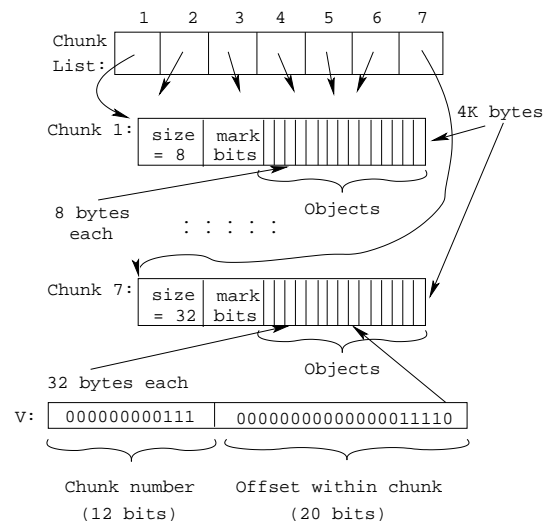 1 2 3 4 5 6 7
Chunk
List:
4K bytes
Chunk 1:
size = 8
mark bits
8 bytes each
Objects
: : : : :
Chunk 7:
size = 32
mark bits
32 bytes each
Objects
V: 000000000111 00000000000000011110
Chunk number (12 bits)
Offset within chunk (20 bits)